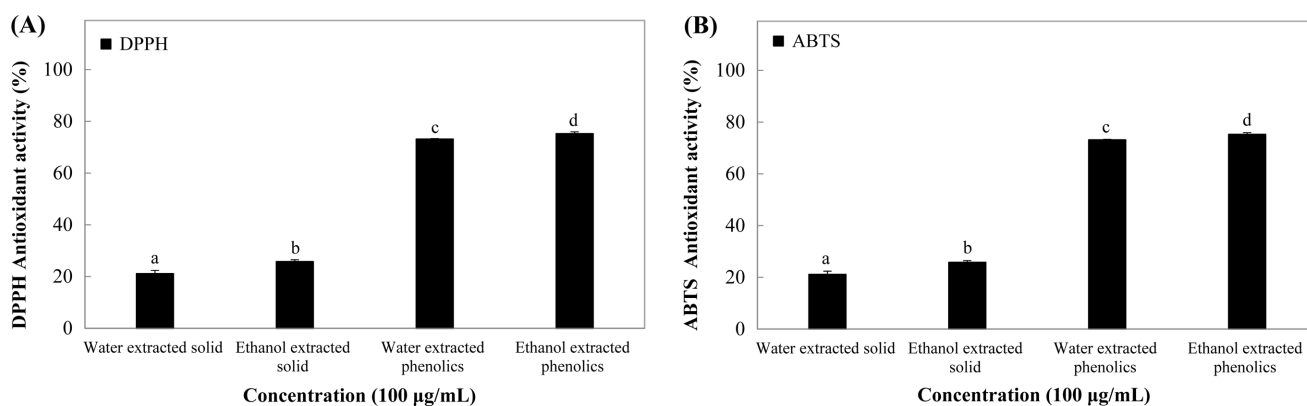 (A)
DPPH
DPPH Antioxidant activity (%)
100
80
60
40
20
0
a
b
c
d
Water extracted solid
Ethanol extracted
solid
Water extracted
phenolics
Ethanol extracted
phenolics
Concentration (100 μg/mL)
(B)
ABTS
ABTS Antioxidant activity (%)
100
80
60
40
20
0
a
b
c
d
Water extracted solid
Ethanol extracted
solid
Water extracted
phenolics
Ethanol extracted
phenolics
Concentration (100 μg/mL)